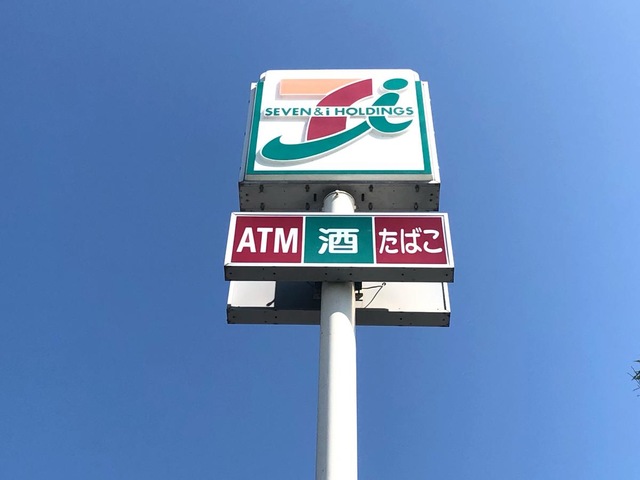 SEVEN & i HOLDINGS
ATM 酒 たばこ